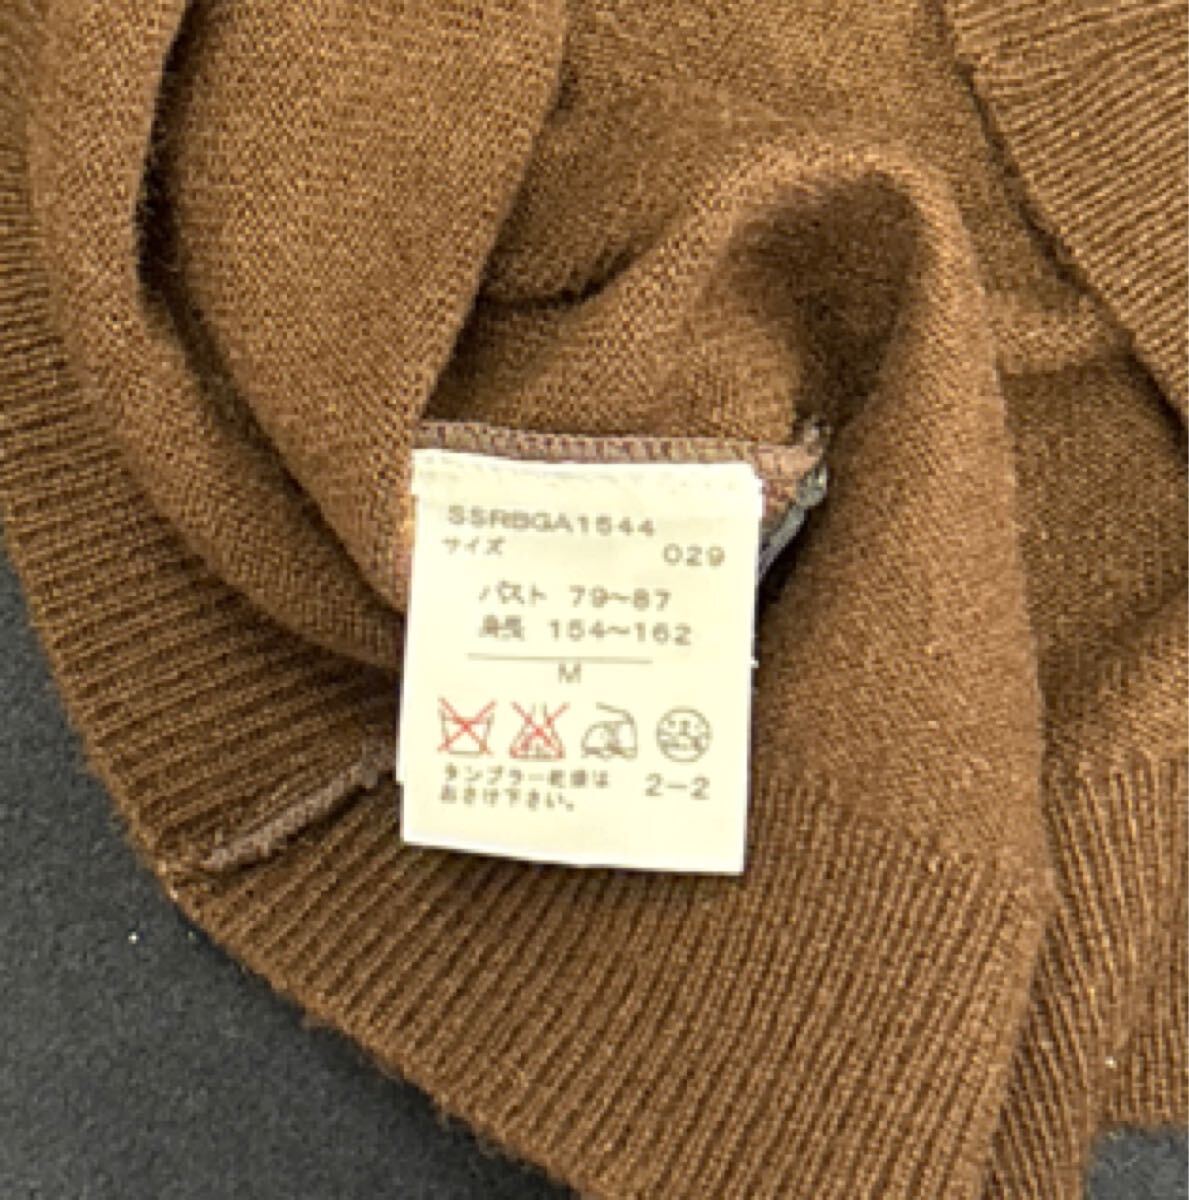 SSRBGA1544
サイズ 029
バスト 79~87
身長 154~162
M
タンブラー乾燥は
おさけ下さい。 2-2